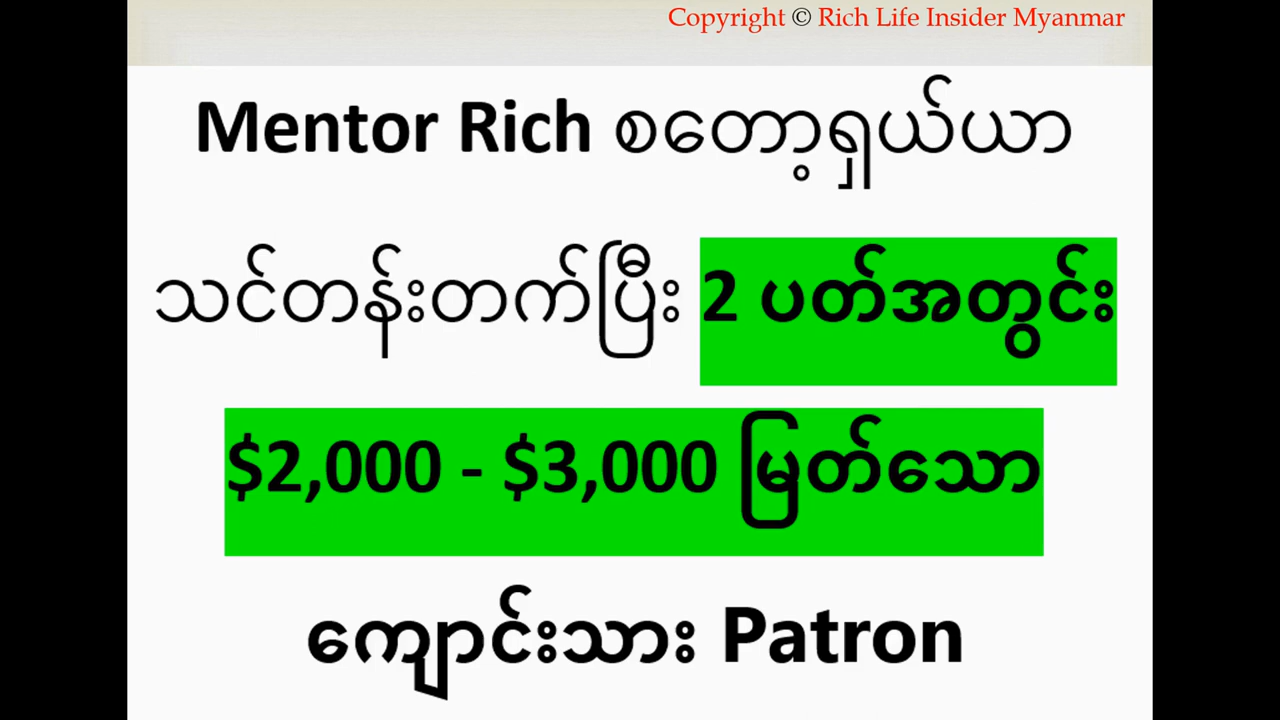 Copyright © Rich Life Insider Myanmar
Mentor Rich စတော့ရှယ်ယာ
သင်တန်းတက်ပြီး 2 ပတ်အတွင်း
$2,000 - $3,000 မြတ်သော
ကျောင်းသား Patron